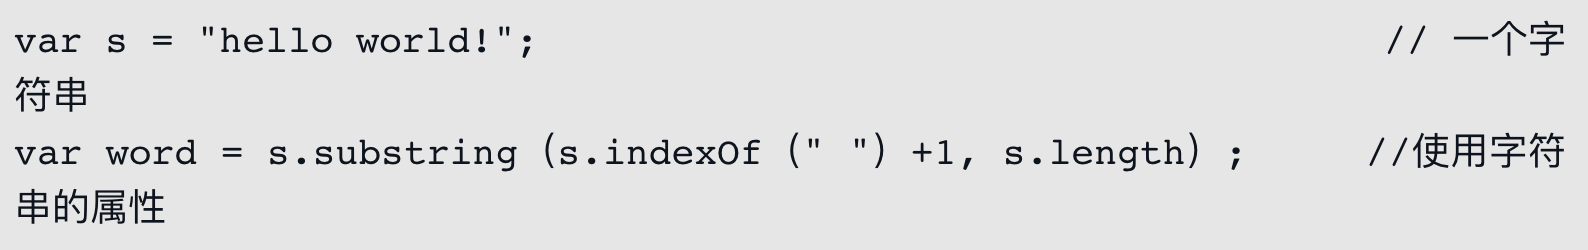 var s = "hello world!";                                     // 一个字
符串
var word = s.substring (s.indexOf (" ") +1, s.length) ;      //使用字符
串的属性